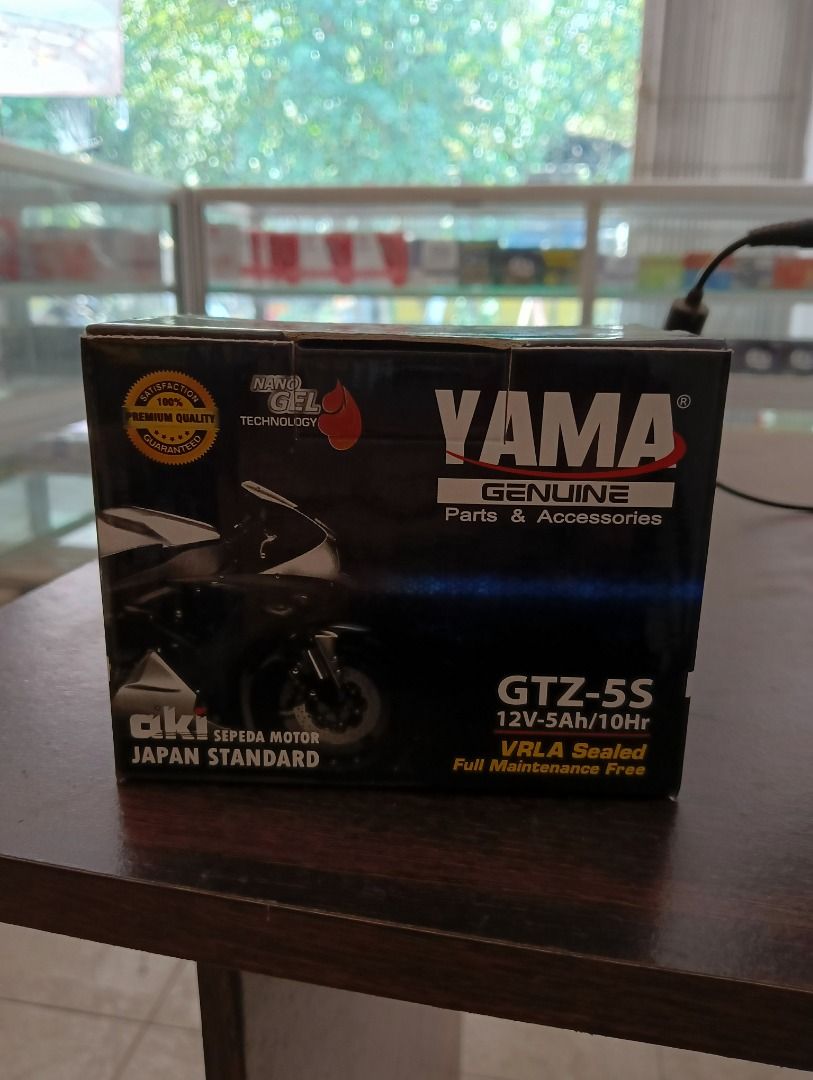 SATISFACTION
100%
PREMIUM QUALITY
GUARANTEED
NANO
GEL
TECHNOLOGY
YAMA®
GENUINE
Parts & Accessories
GTZ-5S
12V-5Ah/10Hr
VRLA Sealed
Full Maintenance Free
aki SEPEDA MOTOR
JAPAN STANDARD